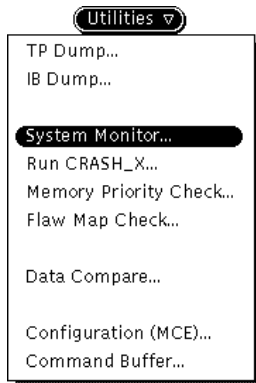 Utilities ▽
TP Dump...
IB Dump...
System Monitor...
Run CRASH_X...
Memory Priority Check...
Flaw Map Check...
Data Compare...
Configuration (MCE)...
Command Buffer...